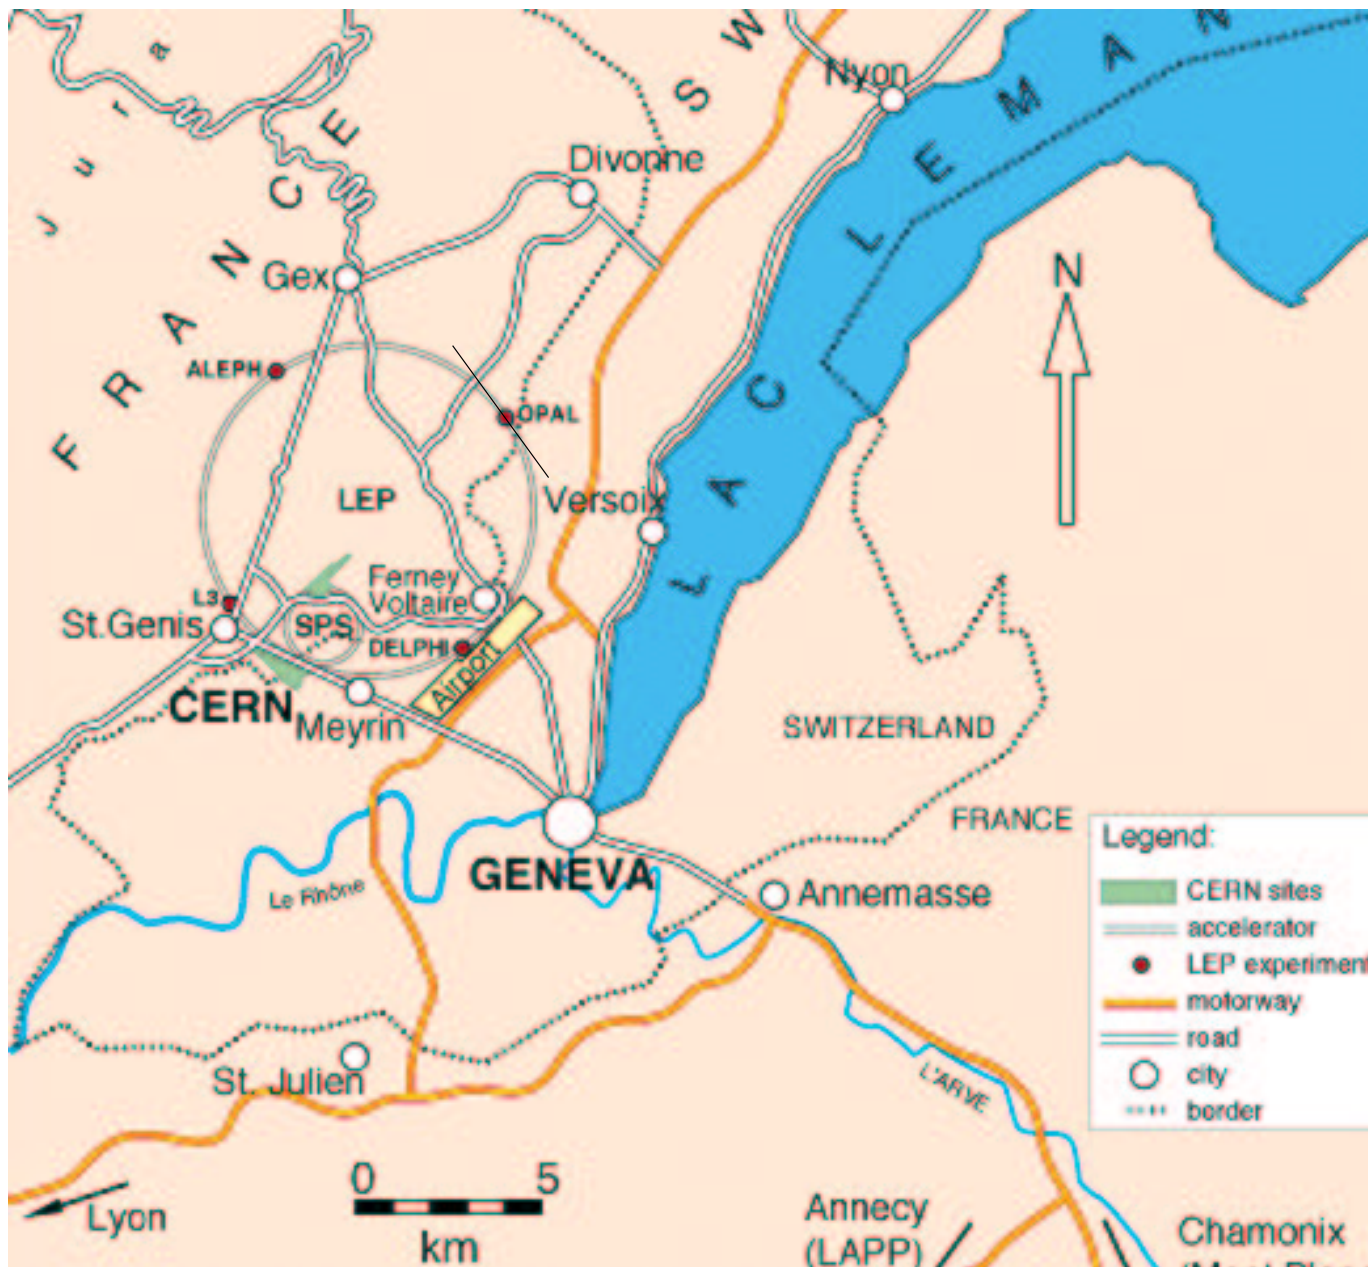 Jura
FRANCE
SW
Nyon
LAC LEMAN
Divonne
Gex
N
ALEPH
OPAL
LEP
Versoix
Ferney
Voltaire
L3
St.Genis
SPS
DELPHI
Airport
CERN
Meyrin
SWITZERLAND
FRANCE
GENEVA
Le Rhône
Annemasse
Legend:
CERN sites
accelerator
LEP experiment
motorway
road
city
border
St. Julien
L'ARVE
0 5
km
Lyon
Annecy
(LAPP)
Chamonix